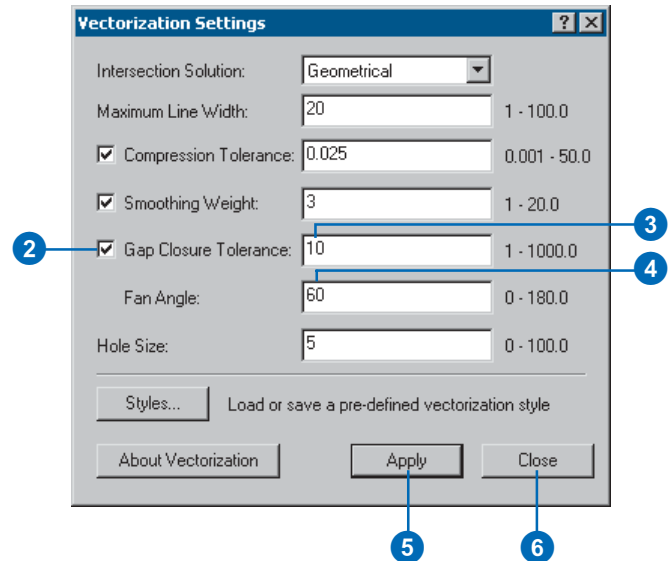 Vectorization Settings ? ×
Intersection Solution: Geometrical
Maximum Line Width: 20 1 - 100.0
Compression Tolerance: 0.025 0.001 - 50.0
Smoothing Weight: 3 1 - 20.0
3
2 Gap Closure Tolerance: 10 1 - 1000.0
4
Fan Angle: 60 0 - 180.0
Hole Size: 5 0 - 100.0
Styles... Load or save a pre-defined vectorization style
About Vectorization Apply Close
5 6